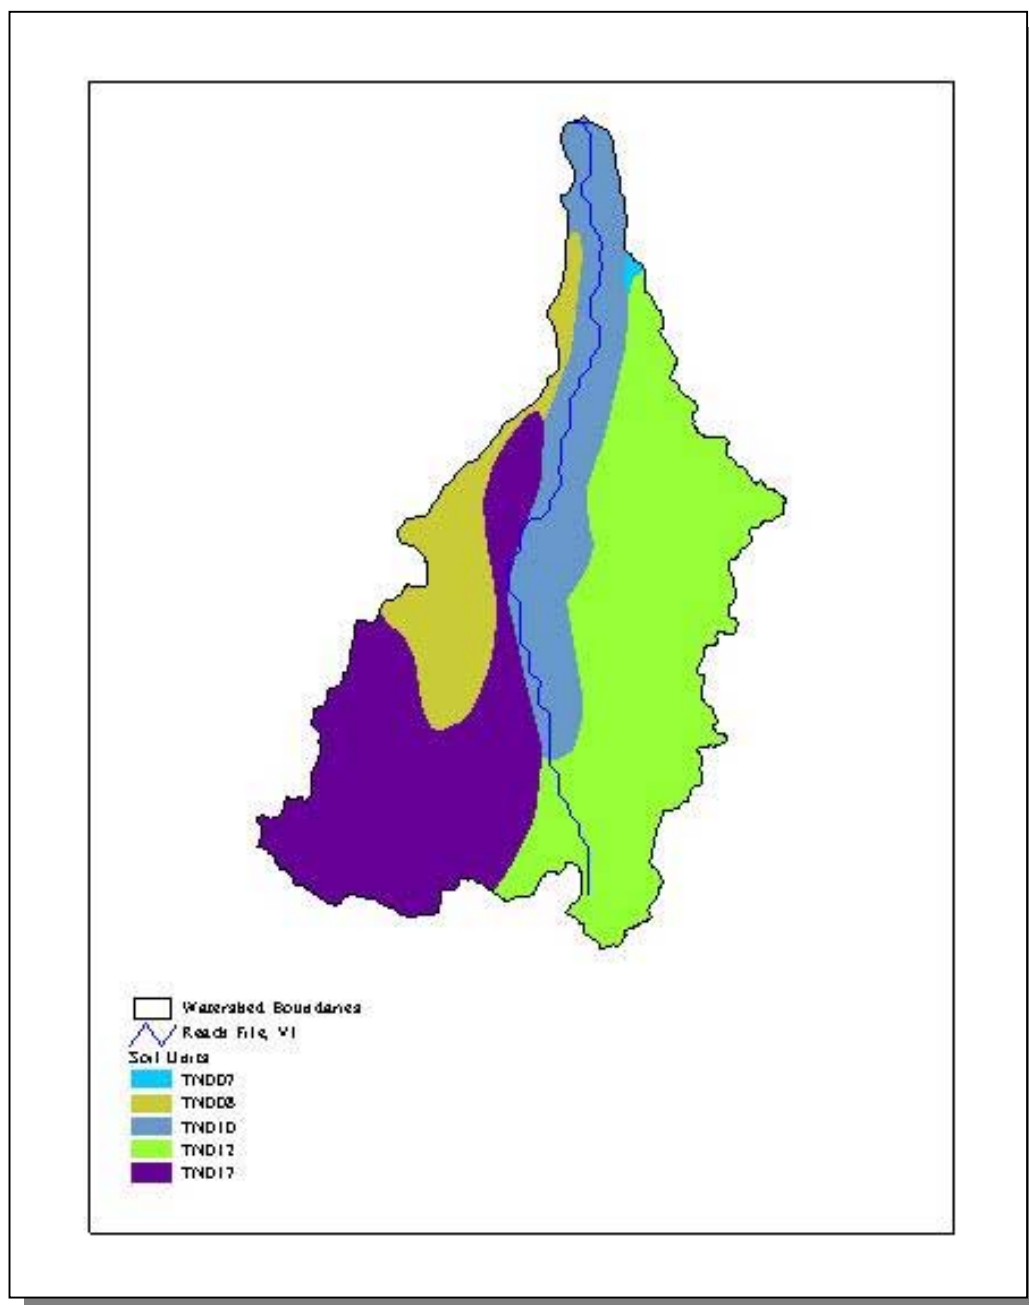 Watershed Boundaries
Reach File, V1
Soil Units
TN007
TN008
TN010
TN012
TN017